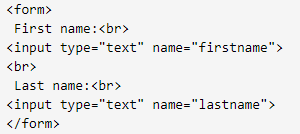 <form>
First name:<br>
<input type="text" name="firstname">
<br>
Last name:<br>
<input type="text" name="lastname">
</form>